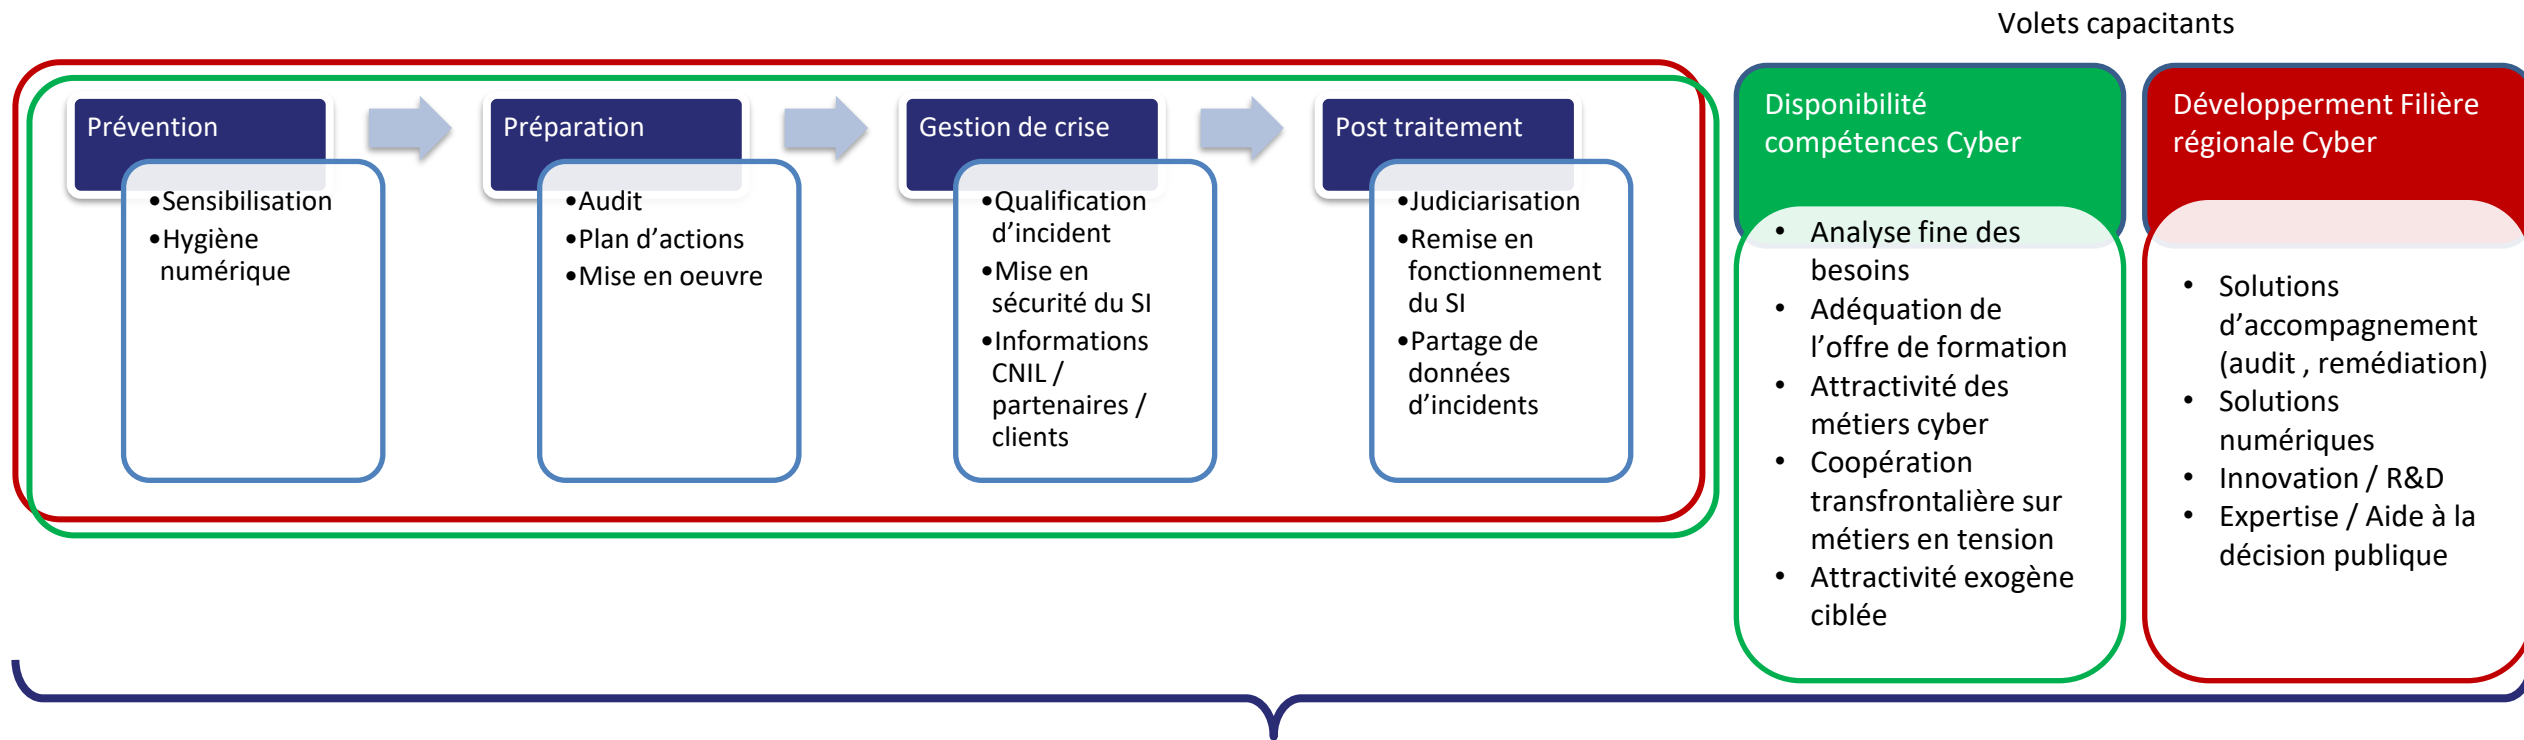 Volets capacitants
Prévention
•Sensibilisation
•Hygiène
numérique
Préparation
•Audit
•Plan d’actions
•Mise en oeuvre
Gestion de crise
•Qualification
d’incident
•Mise en
sécurité du SI
•Informations
CNIL /
partenaires /
clients
Post traitement
•Judiciarisation
•Remise en
fonctionnement
du SI
•Partage de
données
d’incidents
Disponibilité
compétences Cyber
• Analyse fine des
besoins
• Adéquation de
l’offre de formation
• Attractivité des
métiers cyber
• Coopération
transfrontalière sur
métiers en tension
• Attractivité exogène
ciblée
Développerment Filière
régionale Cyber
• Solutions
d’accompagnement
(audit , remédiation)
• Solutions
numériques
• Innovation / R&D
• Expertise / Aide à la
décision publique